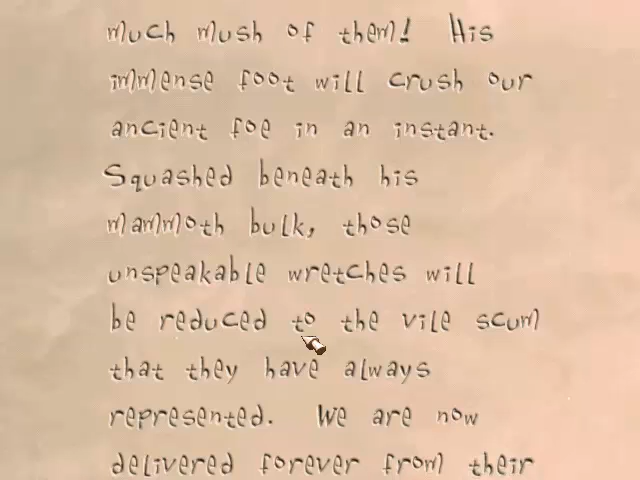 much mush of them! His
immense foot will crush our
ancient foe in an instant.
Squashed beneath his
mammoth bulk, those
unspeakable wretches will
be reduced to the vile scum
that they have always
represented. We are now
delivered forever from their